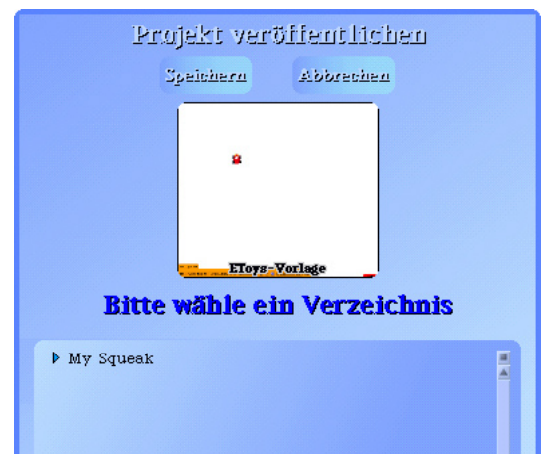 Projekt veröffentlichen
Speichern Abbrechen
EToys-Vorlage
Bitte wähle ein Verzeichnis
My Squeak